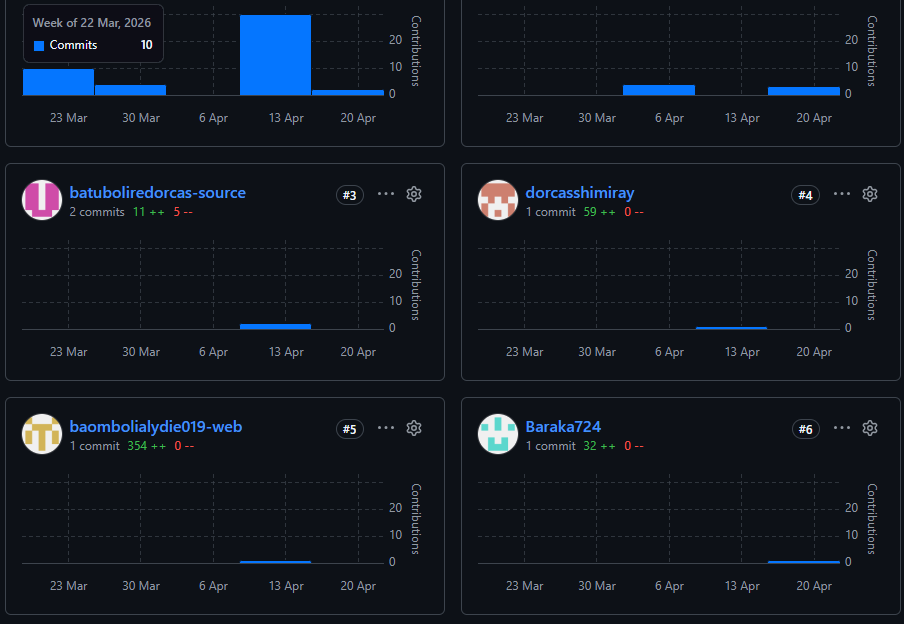 Week of 22 Mar, 2026
Commits 10
20
10
0
Contributions
23 Mar 30 Mar 6 Apr 13 Apr 20 Apr
20
10
0
Contributions
23 Mar 30 Mar 6 Apr 13 Apr 20 Apr
batuboliredorcas-source #3
2 commits 11 ++ 5 --
20
10
0
Contributions
23 Mar 30 Mar 6 Apr 13 Apr 20 Apr
dorcasshimiray #4
1 commit 59 ++ 0 --
20
10
0
Contributions
23 Mar 30 Mar 6 Apr 13 Apr 20 Apr
baombolialydie019-web #5
1 commit 354 ++ 0 --
20
10
0
Contributions
23 Mar 30 Mar 6 Apr 13 Apr 20 Apr
Baraka724 #6
1 commit 32 ++ 0 --
20
10
0
Contributions
23 Mar 30 Mar 6 Apr 13 Apr 20 Apr